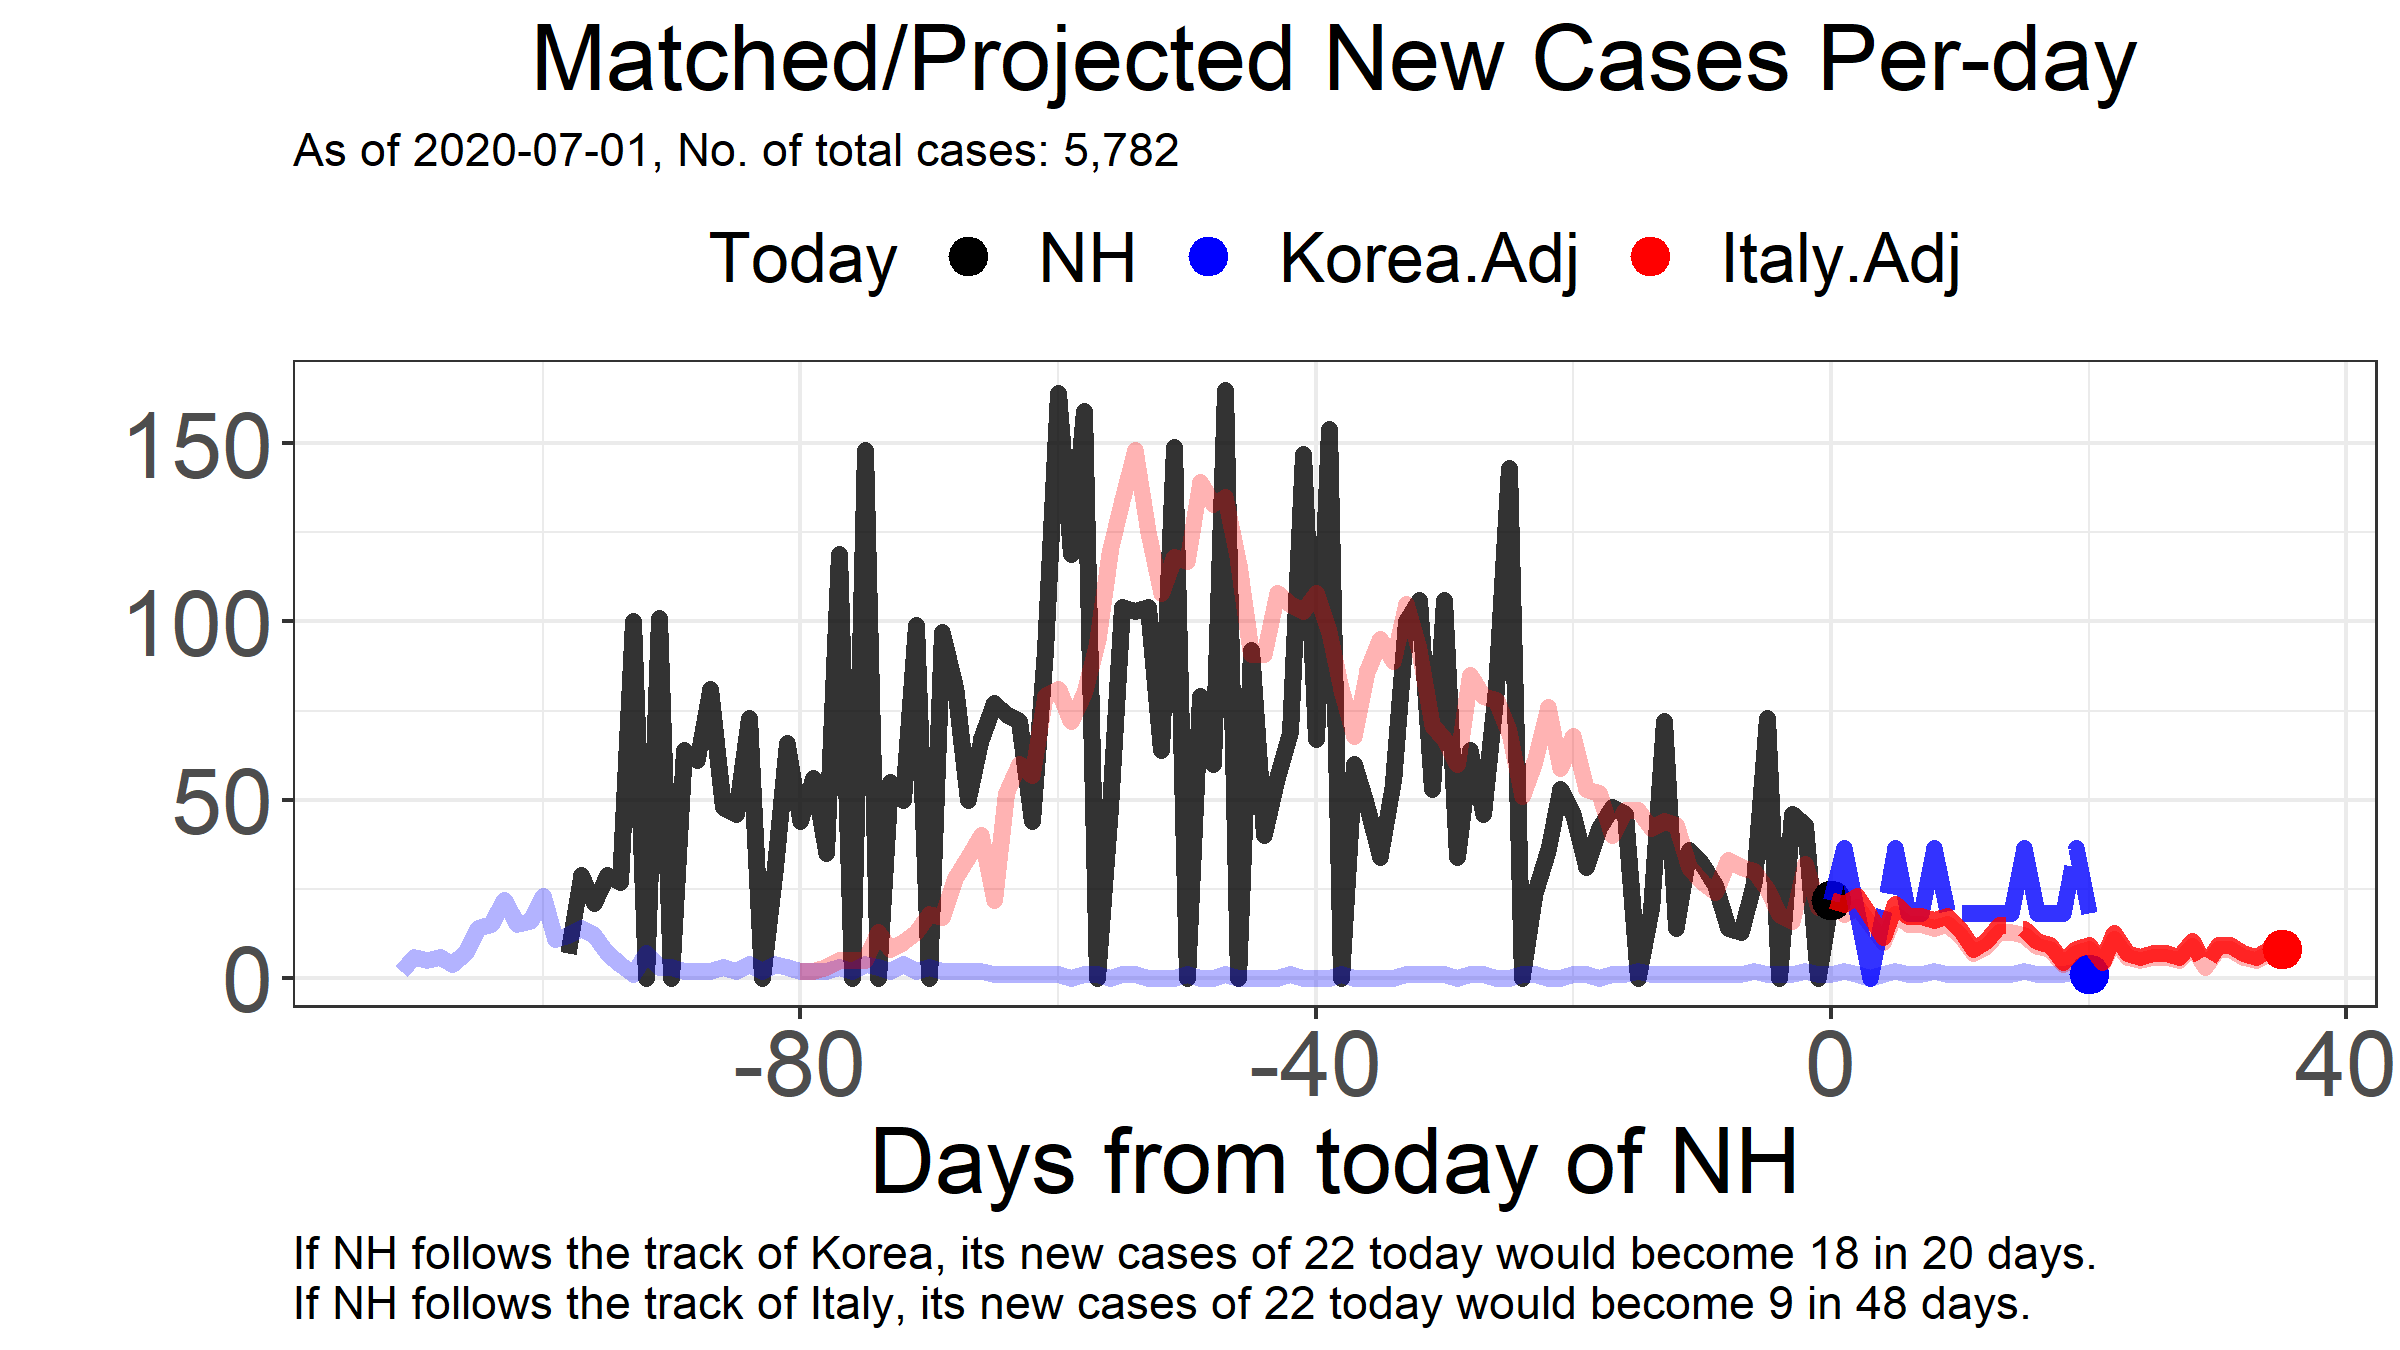 Matched/Projected New Cases Per-day
As of 2020-07-01, No. of total cases: 5,782
Today NH Korea.Adj Italy.Adj
150
100
50
0
-80 -40 0 40
Days from today of NH
If NH follows the track of Korea, its new cases of 22 today would become 18 in 20 days.
If NH follows the track of Italy, its new cases of 22 today would become 9 in 48 days.